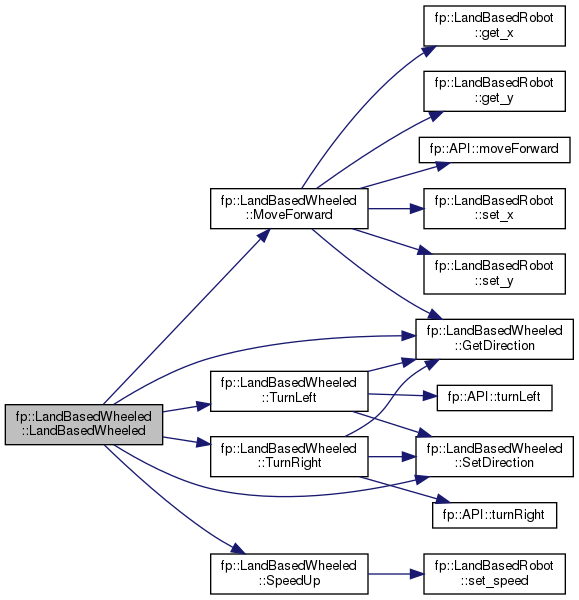 fp::LandBasedRobot
::get_x
fp::LandBasedRobot
::get_y
fp::API::moveForward
fp::LandBasedWheeled
::MoveForward
fp::LandBasedRobot
::set_x
fp::LandBasedRobot
::set_y
fp::LandBasedWheeled
::GetDirection
fp::LandBasedWheeled
::TurnLeft
fp::API::turnLeft
fp::LandBasedWheeled
::LandBasedWheeled
fp::LandBasedWheeled
::TurnRight
fp::LandBasedWheeled
::SetDirection
fp::API::turnRight
fp::LandBasedWheeled
::SpeedUp
fp::LandBasedRobot
::set_speed